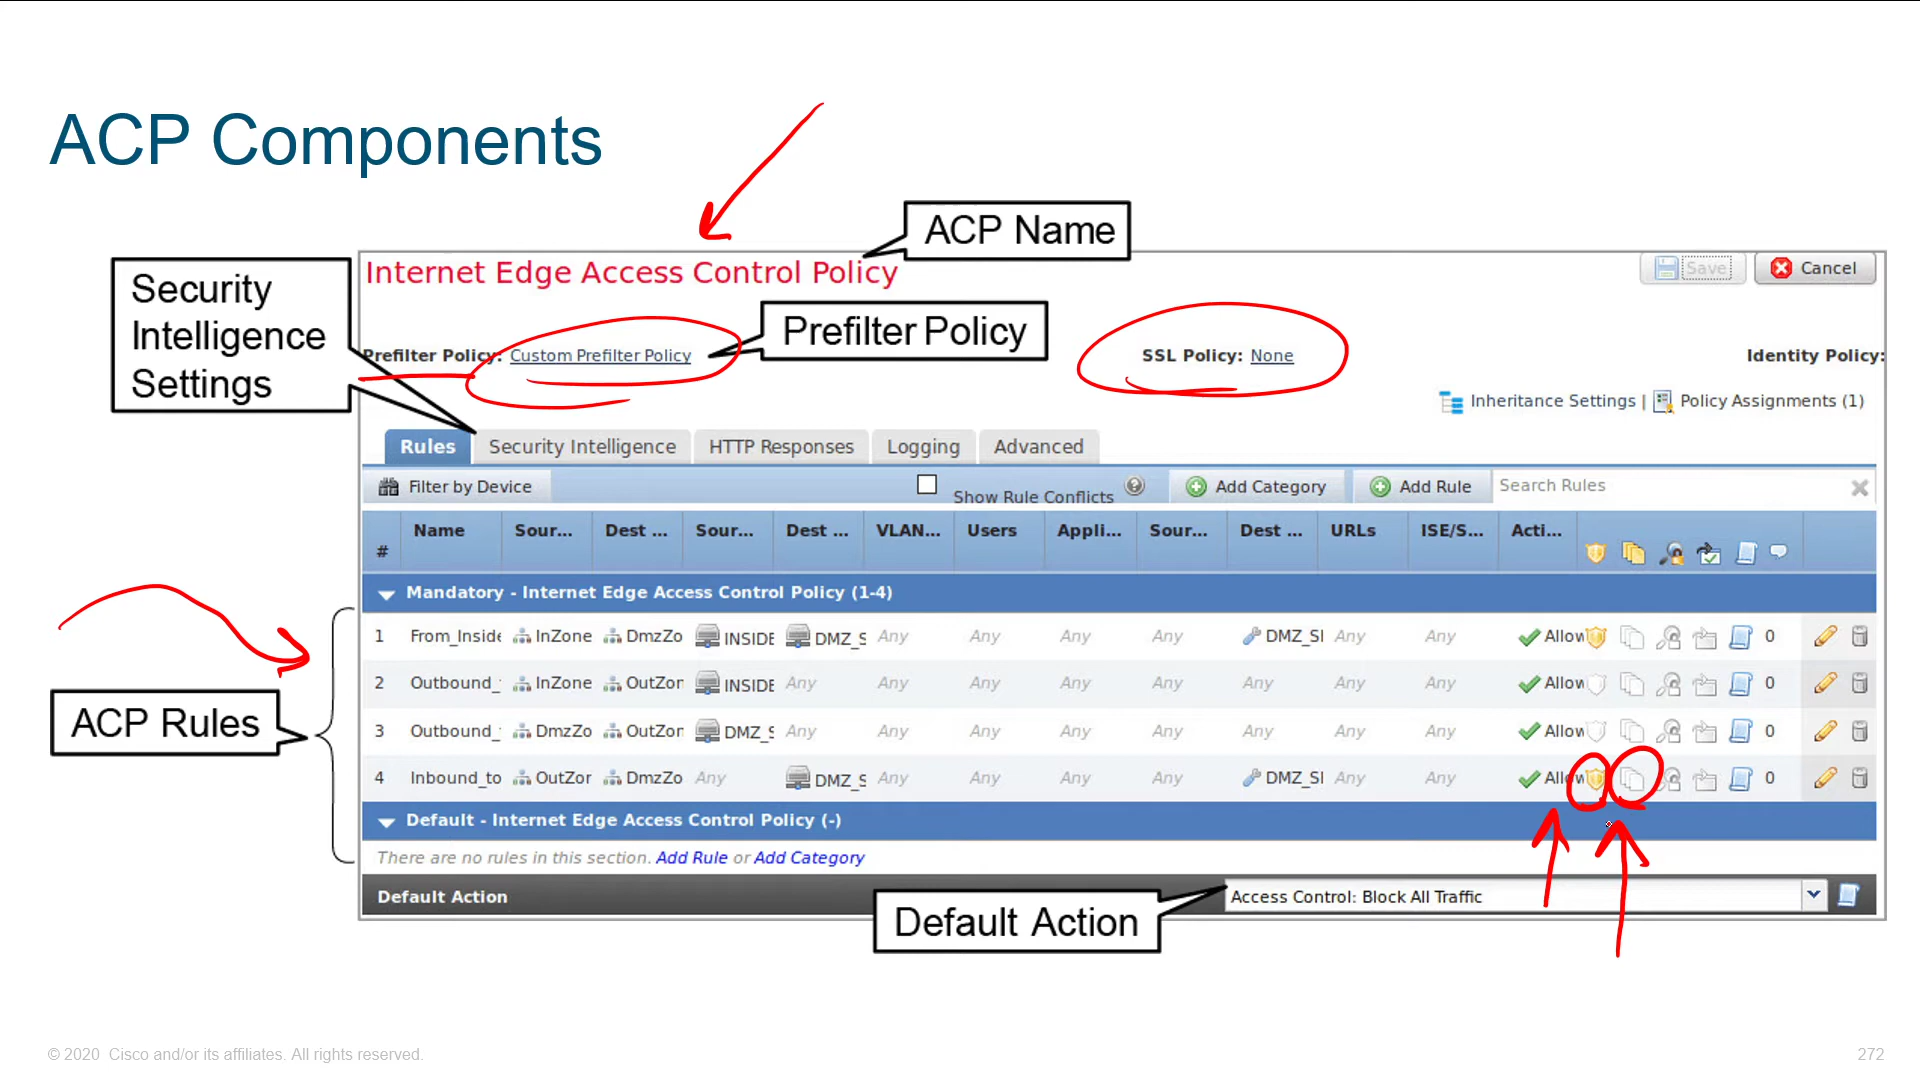 ACP Components
ACP Name
Security
Intelligence
Settings
Internet Edge Access Control Policy
Save
Cancel
Prefilter Policy
Prefilter Policy: Custom Prefilter Policy
SSL Policy: None
Identity Policy:
Inheritance Settings | Policy Assignments (1)
Rules Security Intelligence HTTP Responses Logging Advanced
Filter by Device Show Rule Conflicts Add Category Add Rule Search Rules
# Name Sour... Dest ... Sour... Dest ... VLAN... Users Appli... Sour... Dest ... URLs ISE/S... Acti...
Mandatory - Internet Edge Access Control Policy (1-4)
1 From_Inside InZone DmzZo INSIDE DMZ_S Any Any Any Any DMZ_SI Any Any Allow 0
2 Outbound_ InZone OutZon INSIDE Any Any Any Any Any Any Any Any Allow 0
3 Outbound_ DmzZo OutZon DMZ_S Any Any Any Any Any Any Any Any Allow 0
4 Inbound_to OutZon DmzZo Any DMZ_S Any Any Any Any DMZ_SI Any Any Allow 0
ACP Rules
Default - Internet Edge Access Control Policy (-)
There are no rules in this section. Add Rule or Add Category
Default Action Access Control: Block All Traffic
Default Action
© 2020 Cisco and/or its affiliates. All rights reserved.
272